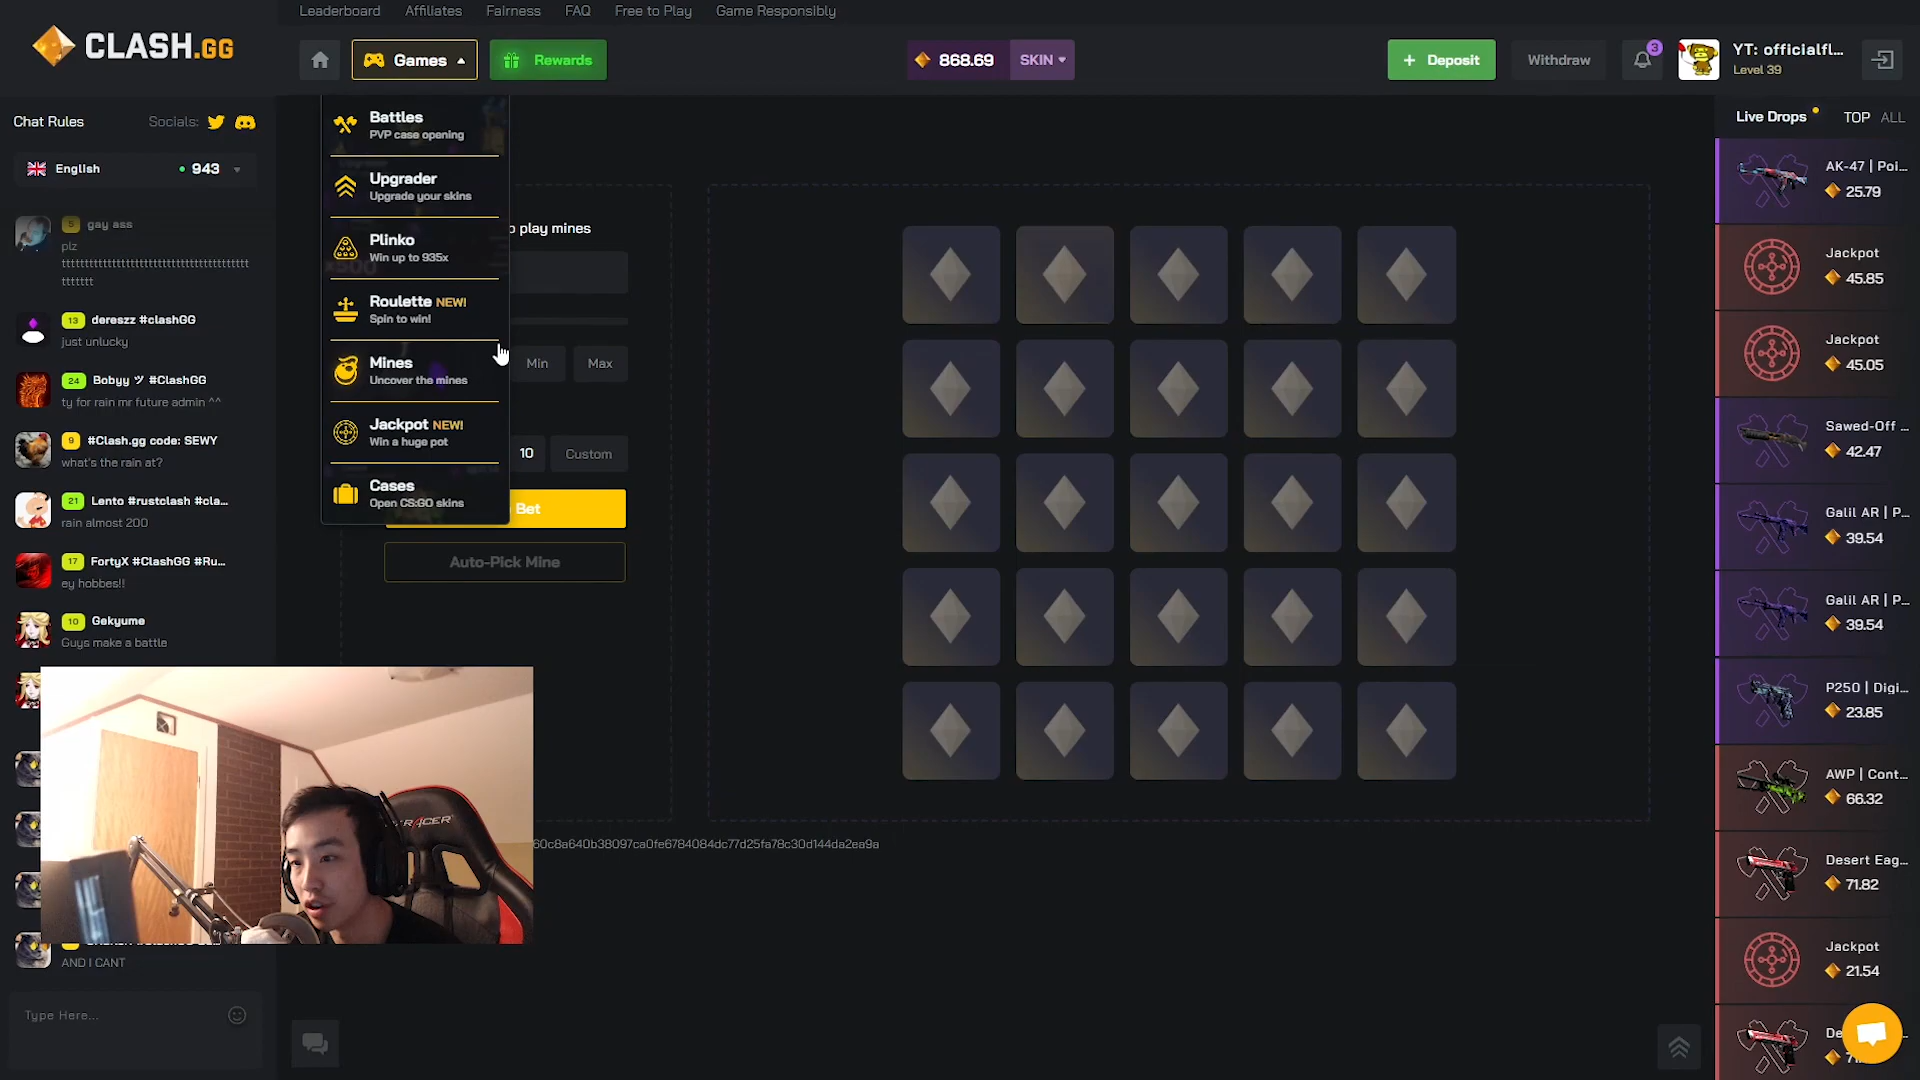 Leaderboard
Affiliates
Fairness
FAQ
Free to Play
Game Responsibly
CLASH.GG
Games
Rewards
868.69
SKIN
+ Deposit
Withdraw
3
YT: officialfl...
Level 39
Chat Rules
Socials:
English
943
5 gay ass
plz
13 dereszz #clashGG
just unlucky
24 Bobyy ツ #ClashGG
ty for rain mr future admin ^^
9 #Clash.gg code: SEWY
what's the rain at?
21 Lento #rustclash #cla...
rain almost 200
17 FortyX #ClashGG #Ru...
ey hobbes!!
10 Gekyume
Guys make a battle
AND I CANT
Type Here...
Battles
PVP case opening
Upgrader
Upgrade your skins
Plinko
Win up to 935x
Roulette NEW!
Spin to win!
Mines
Uncover the mines
Jackpot NEW!
Win a huge pot
Cases
Open CS:GO skins
o play mines
Min
Max
10
Custom
Bet
Auto-Pick Mine
60c8a640b38097ca0fe6784084dc77d25fa78c30d144da2ea9a
Live Drops
TOP
ALL
AK-47 | Poi...
25.79
Jackpot
45.85
Jackpot
45.05
Sawed-Off ...
42.47
Galil AR | P...
39.54
Galil AR | P...
39.54
P250 | Digi...
23.85
AWP | Cont...
66.32
Desert Eag...
71.82
Jackpot
21.54